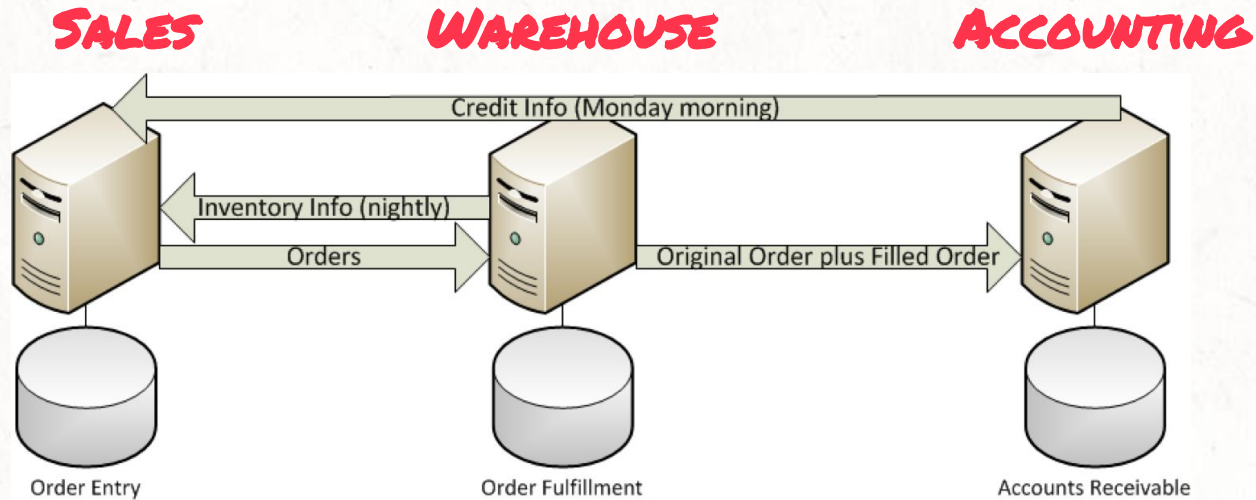 SALES WAREHOUSE ACCOUNTING
Credit Info (Monday morning)
Inventory Info (nightly)
Orders Original Order plus Filled Order
Order Entry Order Fulfillment Accounts Receivable